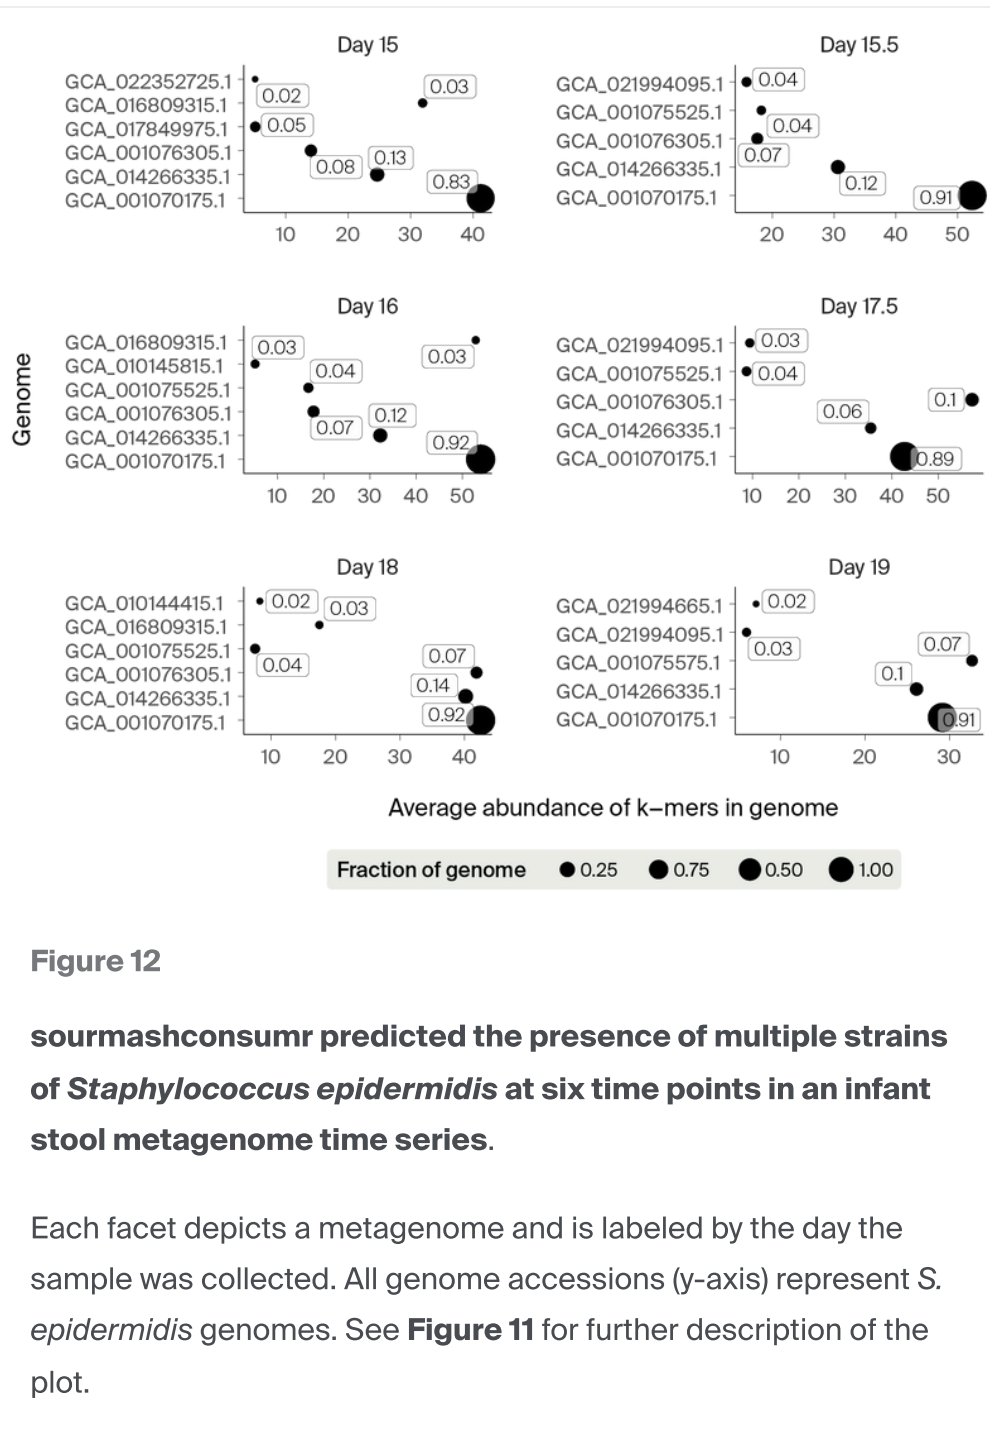 Day 15
GCA_022352725.1
GCA_016809315.1
GCA_017849975.1
GCA_001076305.1
GCA_014266335.1
GCA_001070175.1
0.02
0.03
0.05
0.08
0.13
0.83
10 20 30 40
Day 15.5
GCA_021994095.1
GCA_001075525.1
GCA_001076305.1
GCA_014266335.1
GCA_001070175.1
0.04
0.04
0.07
0.12
0.91
20 30 40 50
Genome
Day 16
GCA_016809315.1
GCA_010145815.1
GCA_001075525.1
GCA_001076305.1
GCA_014266335.1
GCA_001070175.1
0.03
0.03
0.04
0.07
0.12
0.92
10 20 30 40 50
Day 17.5
GCA_021994095.1
GCA_001075525.1
GCA_001076305.1
GCA_014266335.1
GCA_001070175.1
0.03
0.04
0.1
0.06
0.89
10 20 30 40 50
Day 18
GCA_010144415.1
GCA_016809315.1
GCA_001075525.1
GCA_001076305.1
GCA_014266335.1
GCA_001070175.1
0.02
0.03
0.04
0.07
0.14
0.92
10 20 30 40
Day 19
GCA_021994665.1
GCA_021994095.1
GCA_001075575.1
GCA_014266335.1
GCA_001070175.1
0.02
0.03
0.07
0.1
0.91
10 20 30
Average abundance of k–mers in genome
Fraction of genome 0.25 0.75 0.50 1.00
Figure 12
sourmashconsumr predicted the presence of multiple strains
of Staphylococcus epidermidis at six time points in an infant
stool metagenome time series.
Each facet depicts a metagenome and is labeled by the day the
sample was collected. All genome accessions (y-axis) represent S.
epidermidis genomes. See Figure 11 for further description of the
plot.